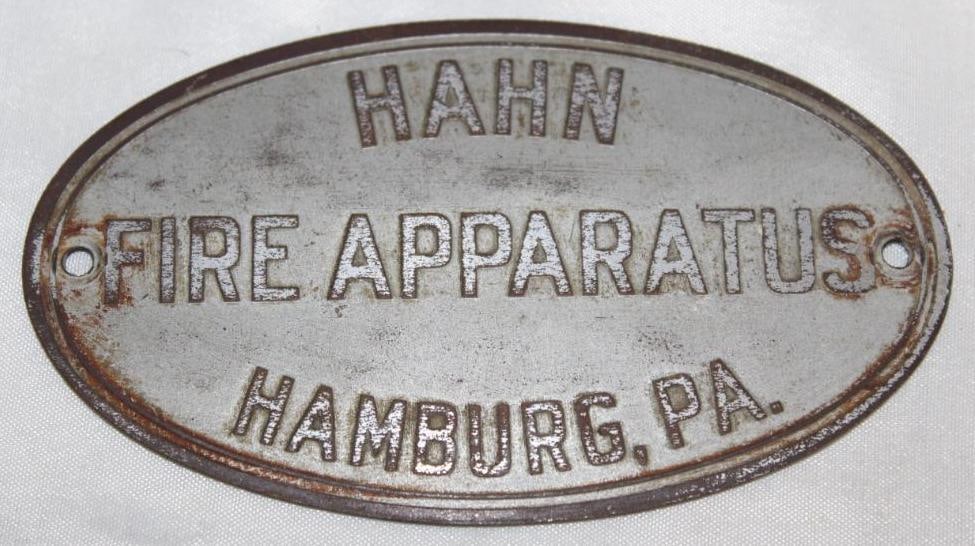 HAHN
FIRE APPARATUS
HAMBURG, PA.